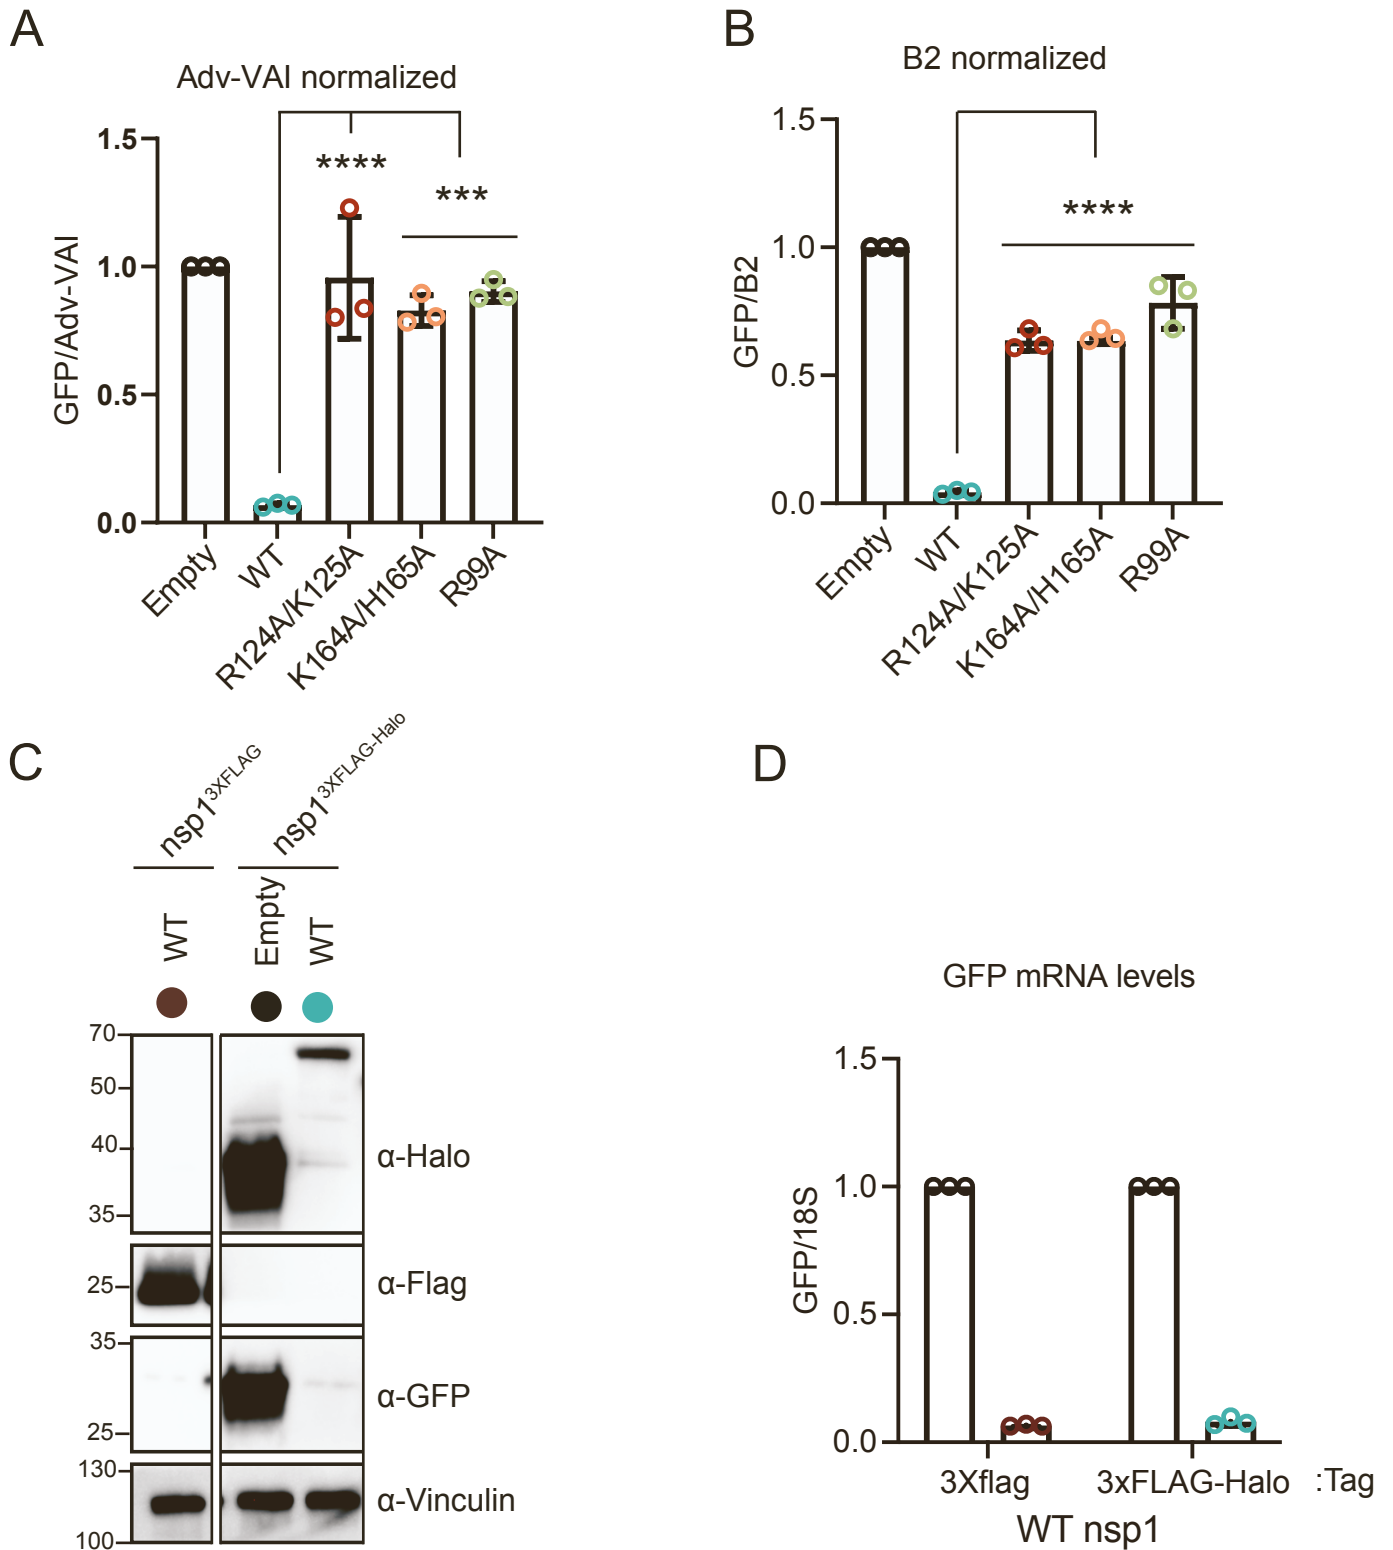 A
Adv-VAI normalized
GFP/Adv-VAI
1.5
1.0
0.5
0.0
****
***
Empty
WT
R124A/K125A
K164A/H165A
R99A
B
B2 normalized
GFP/B2
1.5
1.0
0.5
0.0
****
Empty
WT
R124A/K125A
K164A/H165A
R99A
C
nsp13XFLAG
nsp13XFLAG-Halo
WT
Empty
WT
70
50
40
35
α-Halo
25
α-Flag
35
25
α-GFP
130
100
α-Vinculin
D
GFP mRNA levels
GFP/18S
1.5
1.0
0.5
0.0
3Xflag
3xFLAG-Halo
:Tag
WT nsp1